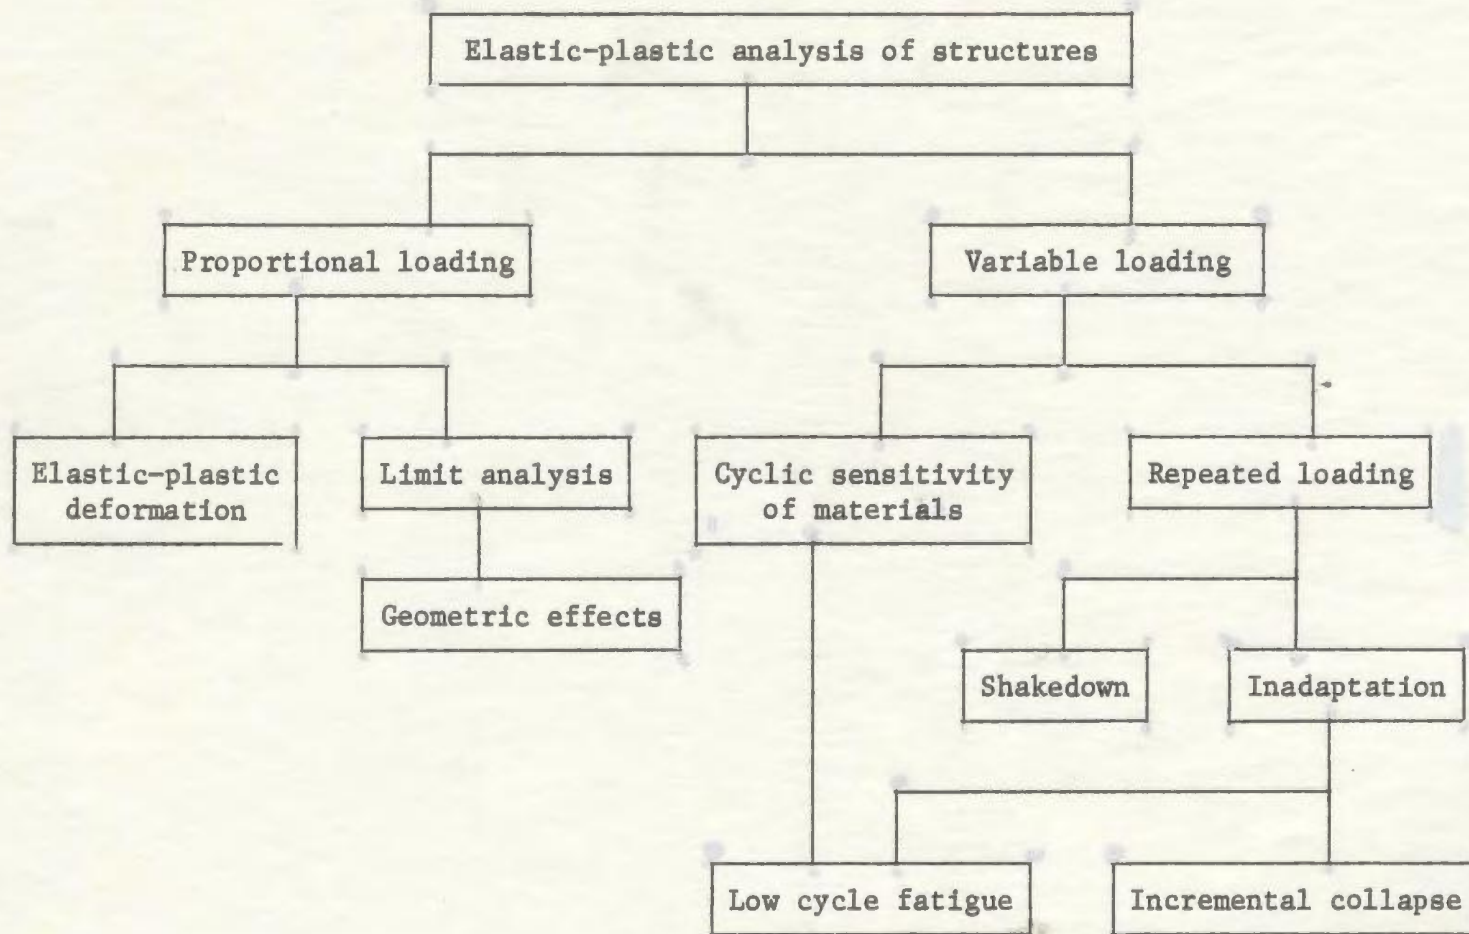 Elastic-plastic analysis of structures
Proportional loading
Variable loading
Elastic-plastic
deformation
Limit analysis
Cyclic sensitivity
of materials
Repeated loading
Geometric effects
Shakedown
Inadaptation
Low cycle fatigue
Incremental collapse